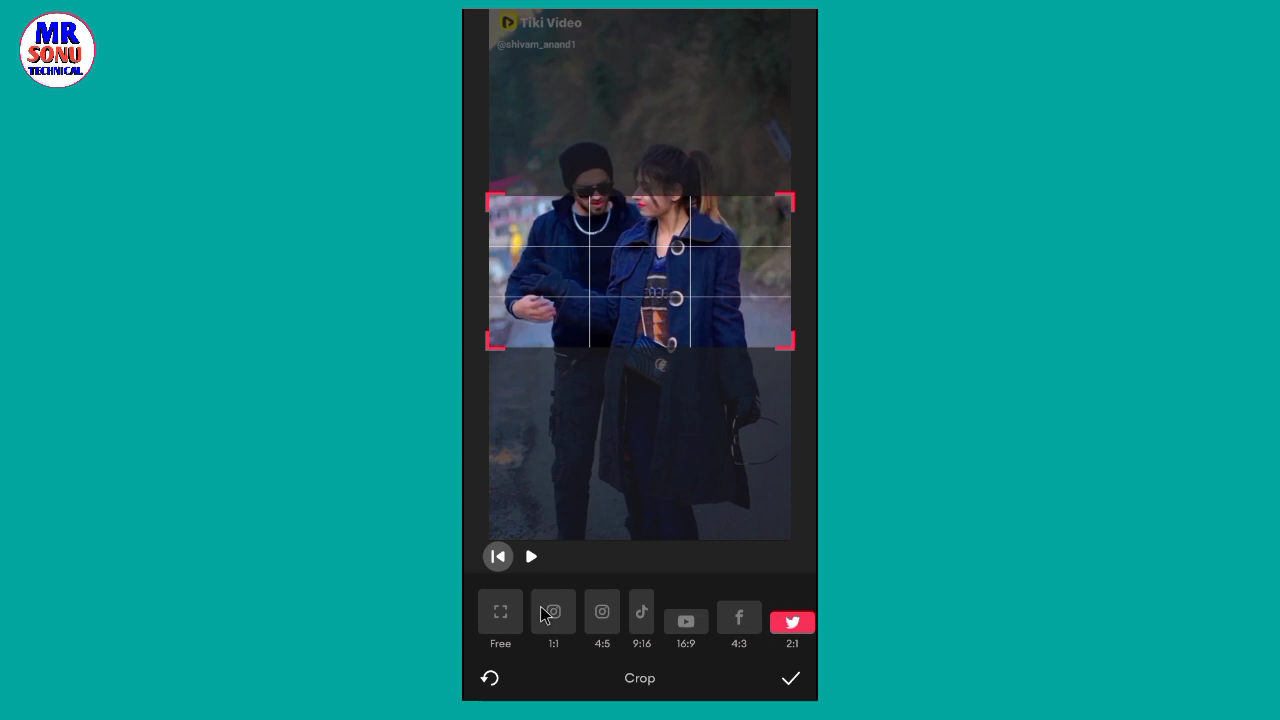 MR
SONU
TECHNICAL
Tiki Video
@shivam_anand1
Free
1:1
4:5
9:16
16:9
4:3
2:1
Crop